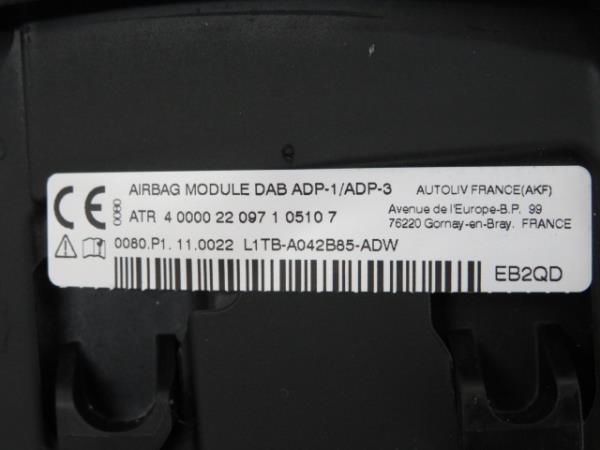 CE
0080
AIRBAG MODULE DAB ADP-1/ADP-3
AUTOLIV FRANCE(AKF)
ATR 4 0000 22 097 1 0510 7
Avenue de l'Europe-B.P. 99
76220 Gornay-en-Bray. FRANCE
0080.P1. 11.0022 L1TB-A042B85-ADW
EB2QD